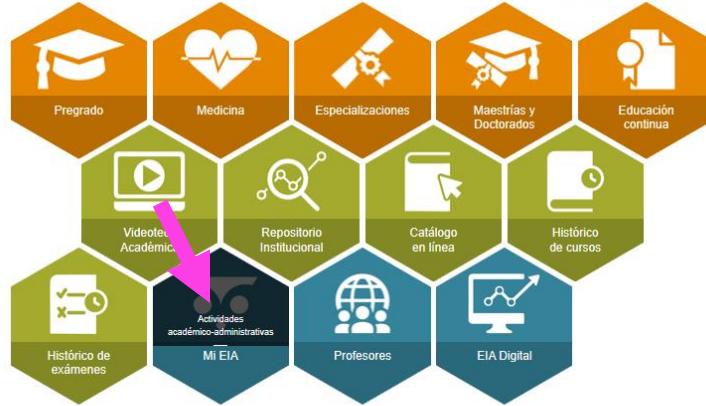 Pregrado
Medicina
Especializaciones
Maestrías y
Doctorados
Educación
continua
Académica
Repositorio
Institucional
Catálogo
en línea
Histórico
de cursos
Actividades
académico-administrativas
Histórico de
exámenes
Mi EIA
Profesores
EIA Digital